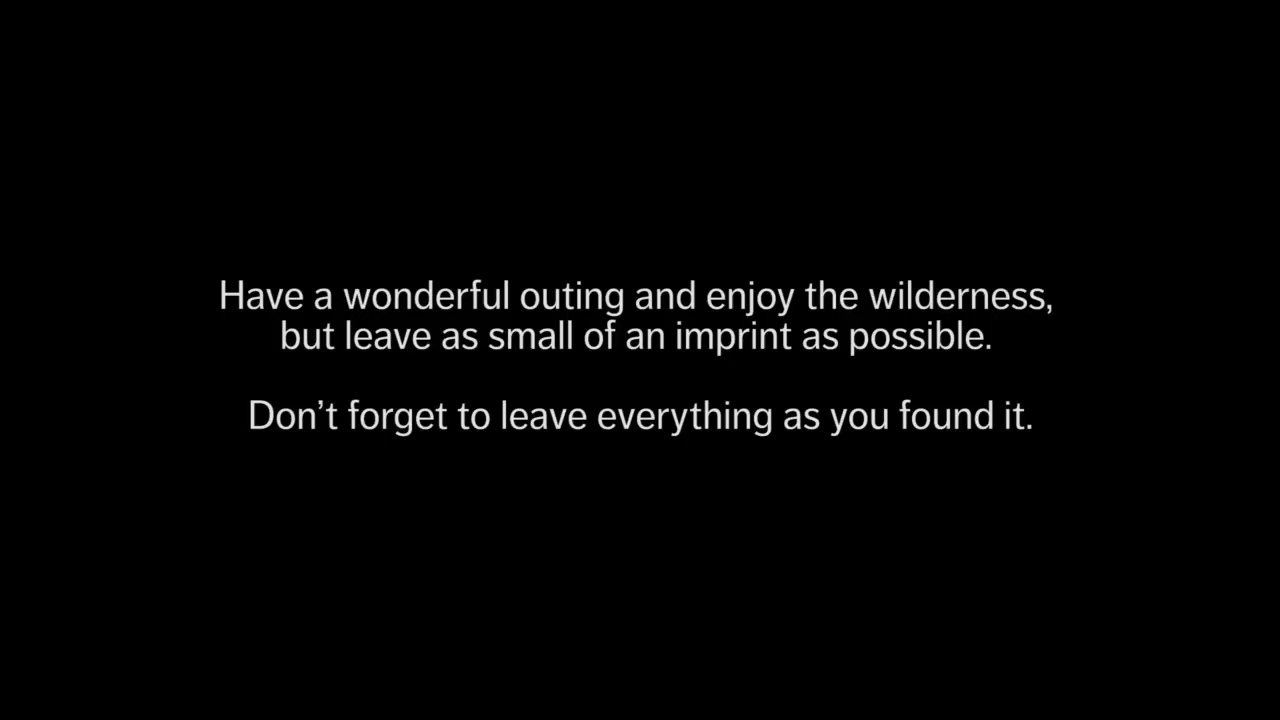 Have a wonderful outing and enjoy the wilderness,
but leave as small of an imprint as possible.
Don’t forget to leave everything as you found it.